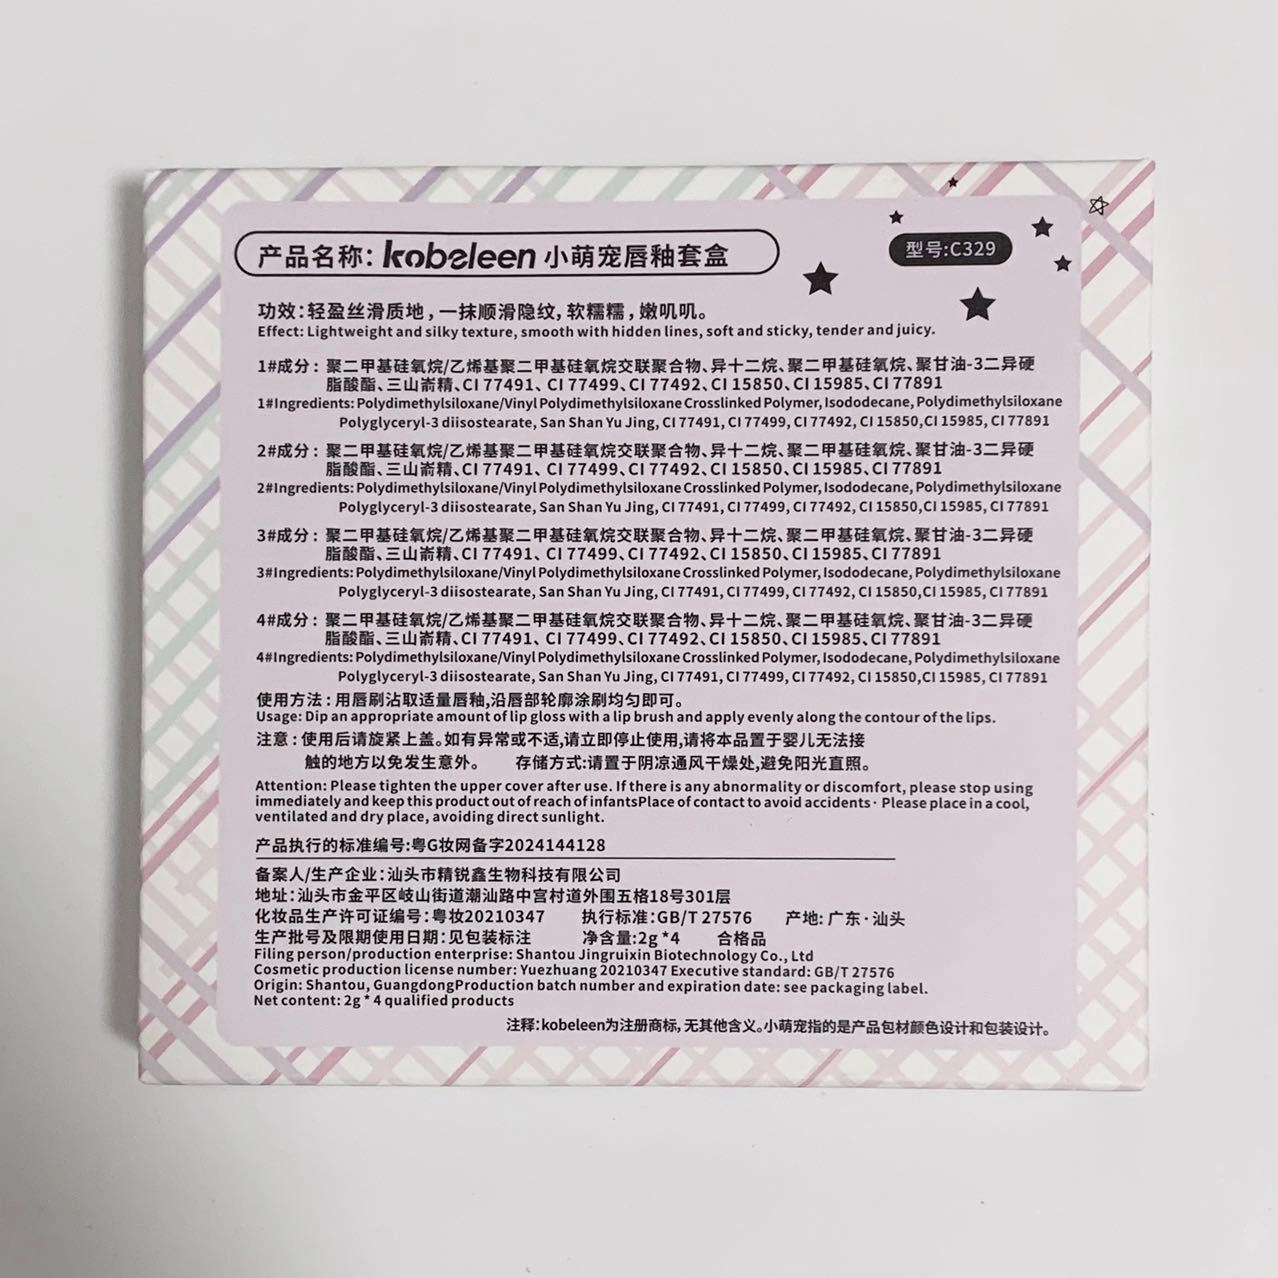 产品名称：kobeleen 小萌宠唇釉套盒
型号:C329
功效：轻盈丝滑质地，一抹顺滑隐纹，软糯糯，嫩叽叽。
Effect: Lightweight and silky texture, smooth with hidden lines, soft and sticky, tender and juicy.
1#成分：聚二甲基硅氧烷/乙烯基聚二甲基硅氧烷交联聚合物、异十二烷、聚二甲基硅氧烷、聚甘油-3二异硬
脂酸酯、三山嵛精、CI 77491、CI 77499、CI 77492、CI 15850、CI 15985、CI 77891
1#Ingredients: Polydimethylsiloxane/Vinyl Polydimethylsiloxane Crosslinked Polymer, Isododecane, Polydimethylsiloxane
Polyglyceryl-3 diisostearate, San Shan Yu Jing, CI 77491, CI 77499, CI 77492, CI 15850,CI 15985, CI 77891
2#成分：聚二甲基硅氧烷/乙烯基聚二甲基硅氧烷交联聚合物、异十二烷、聚二甲基硅氧烷、聚甘油-3二异硬
脂酸酯、三山嵛精、CI 77491、CI 77499、CI 77492、CI 15850、CI 15985、CI 77891
2#Ingredients: Polydimethylsiloxane/Vinyl Polydimethylsiloxane Crosslinked Polymer, Isododecane, Polydimethylsiloxane
Polyglyceryl-3 diisostearate, San Shan Yu Jing, CI 77491, CI 77499, CI 77492, CI 15850,CI 15985, CI 77891
3#成分：聚二甲基硅氧烷/乙烯基聚二甲基硅氧烷交联聚合物、异十二烷、聚二甲基硅氧烷、聚甘油-3二异硬
脂酸酯、三山嵛精、CI 77491、CI 77499、CI 77492、CI 15850、CI 15985、CI 77891
3#Ingredients: Polydimethylsiloxane/Vinyl Polydimethylsiloxane Crosslinked Polymer, Isododecane, Polydimethylsiloxane
Polyglyceryl-3 diisostearate, San Shan Yu Jing, CI 77491, CI 77499, CI 77492, CI 15850,CI 15985, CI 77891
4#成分：聚二甲基硅氧烷/乙烯基聚二甲基硅氧烷交联聚合物、异十二烷、聚二甲基硅氧烷、聚甘油-3二异硬
脂酸酯、三山嵛精、CI 77491、CI 77499、CI 77492、CI 15850、CI 15985、CI 77891
4#Ingredients: Polydimethylsiloxane/Vinyl Polydimethylsiloxane Crosslinked Polymer, Isododecane, Polydimethylsiloxane
Polyglyceryl-3 diisostearate, San Shan Yu Jing, CI 77491, CI 77499, CI 77492, CI 15850,CI 15985, CI 77891
使用方法：用唇刷沾取适量唇釉,沿唇部轮廓涂刷均匀即可。
Usage: Dip an appropriate amount of lip gloss with a lip brush and apply evenly along the contour of the lips.
注意：使用后请旋紧上盖。如有异常或不适,请立即停止使用,请将本品置于婴儿无法接
触的地方以免发生意外。 存储方式:请置于阴凉通风干燥处,避免阳光直照。
Attention: Please tighten the upper cover after use. If there is any abnormality or discomfort, please stop using
immediately and keep this product out of reach of infantsPlace of contact to avoid accidents · Please place in a cool,
ventilated and dry place, avoiding direct sunlight.
产品执行的标准编号:粤G妆网备字2024144128
备案人/生产企业：汕头市精锐鑫生物科技有限公司
地址：汕头市金平区岐山街道潮汕路中宫村道外围五格18号301层
化妆品生产许可证编号：粤妆20210347 执行标准：GB/T 27576 产地: 广东·汕头
生产批号及限期使用日期：见包装标注 净含量:2g *4 合格品
Filing person/production enterprise: Shantou Jingruixin Biotechnology Co., Ltd
Cosmetic production license number: Yuezhuang 20210347 Executive standard: GB/T 27576
Origin: Shantou, GuangdongProduction batch number and expiration date: see packaging label.
Net content: 2g * 4 qualified products
注释：kobeleen为注册商标, 无其他含义。小萌宠指的是产品包材颜色设计和包装设计。